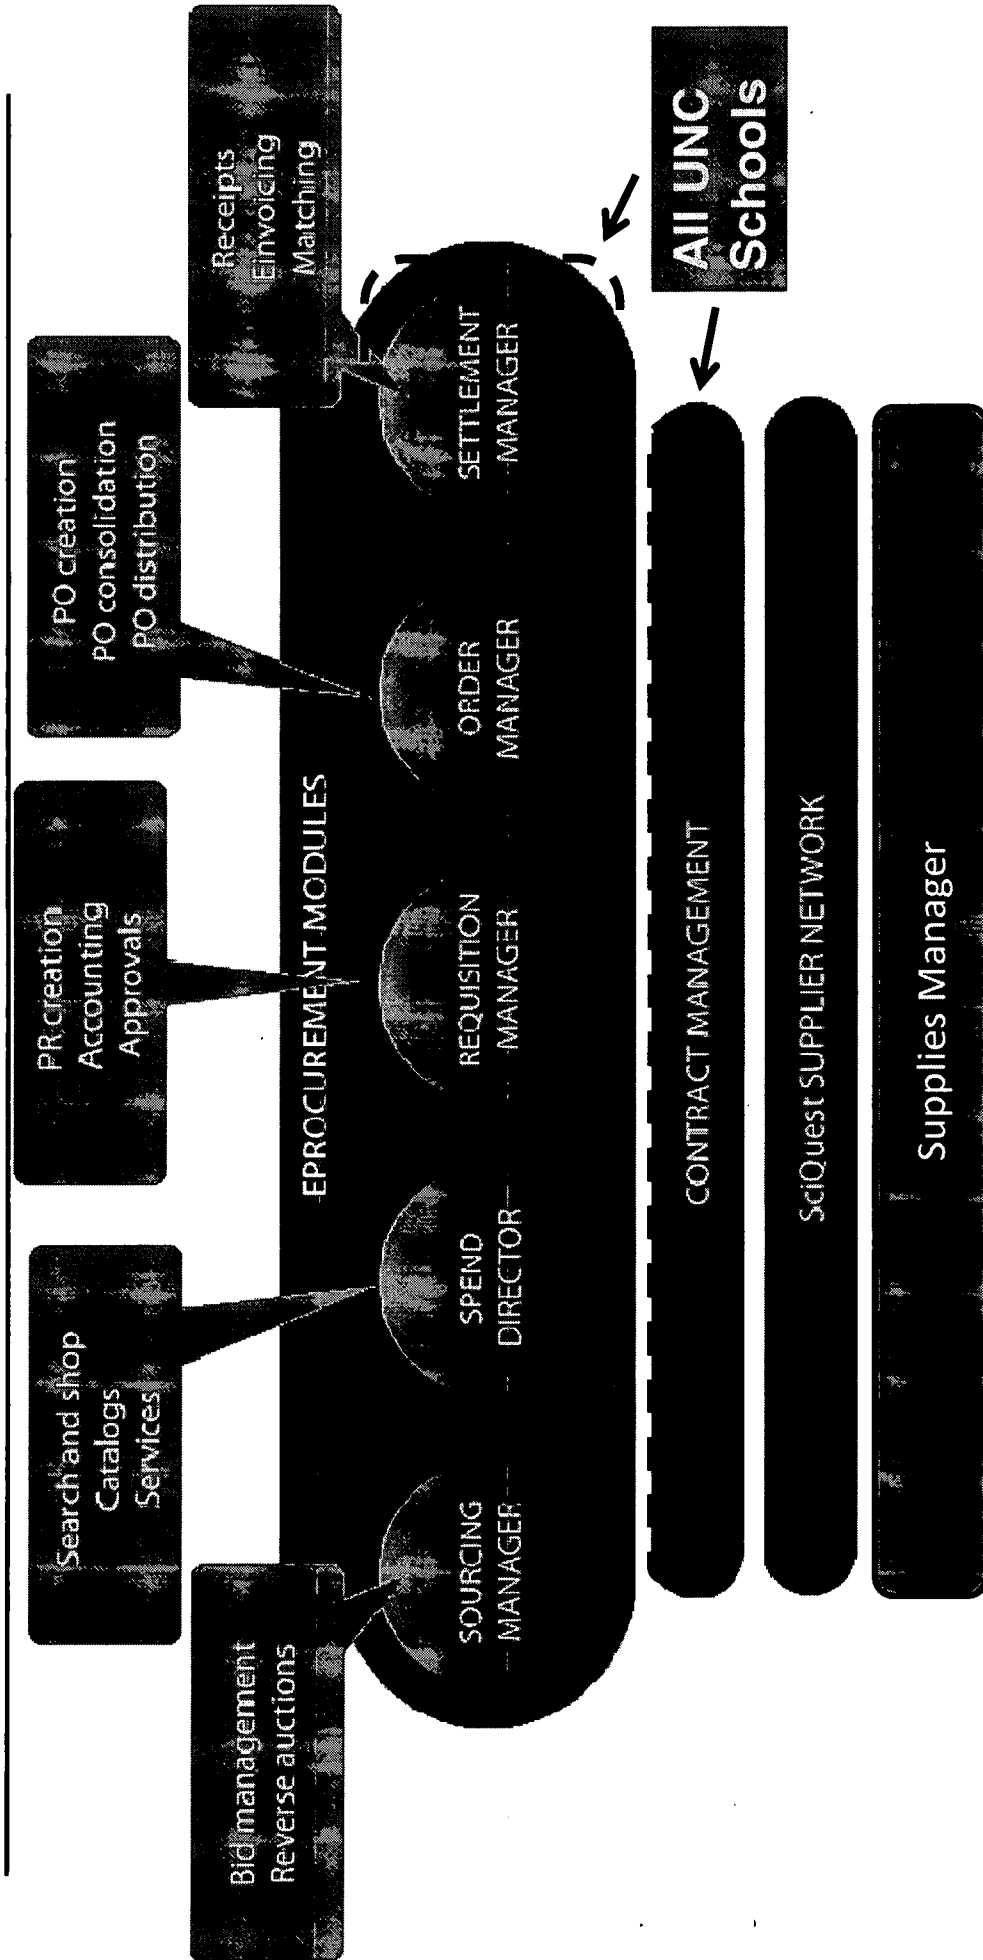 Bid management
Reverse auctions
Search and shop
Catalogs
Services
PR creation
Accounting
Approvals
PO creation
PO consolidation
PO distribution
Receipts
Einvoicing
Matching
EPROCUREMENT MODULES
SOURCING
MANAGER
SPEND
DIRECTOR
REQUISITION
MANAGER
ORDER
MANAGER
SETTLEMENT
MANAGER
All UNC
Schools
CONTRACT MANAGEMENT
SciQuest SUPPLIER NETWORK
Supplies Manager